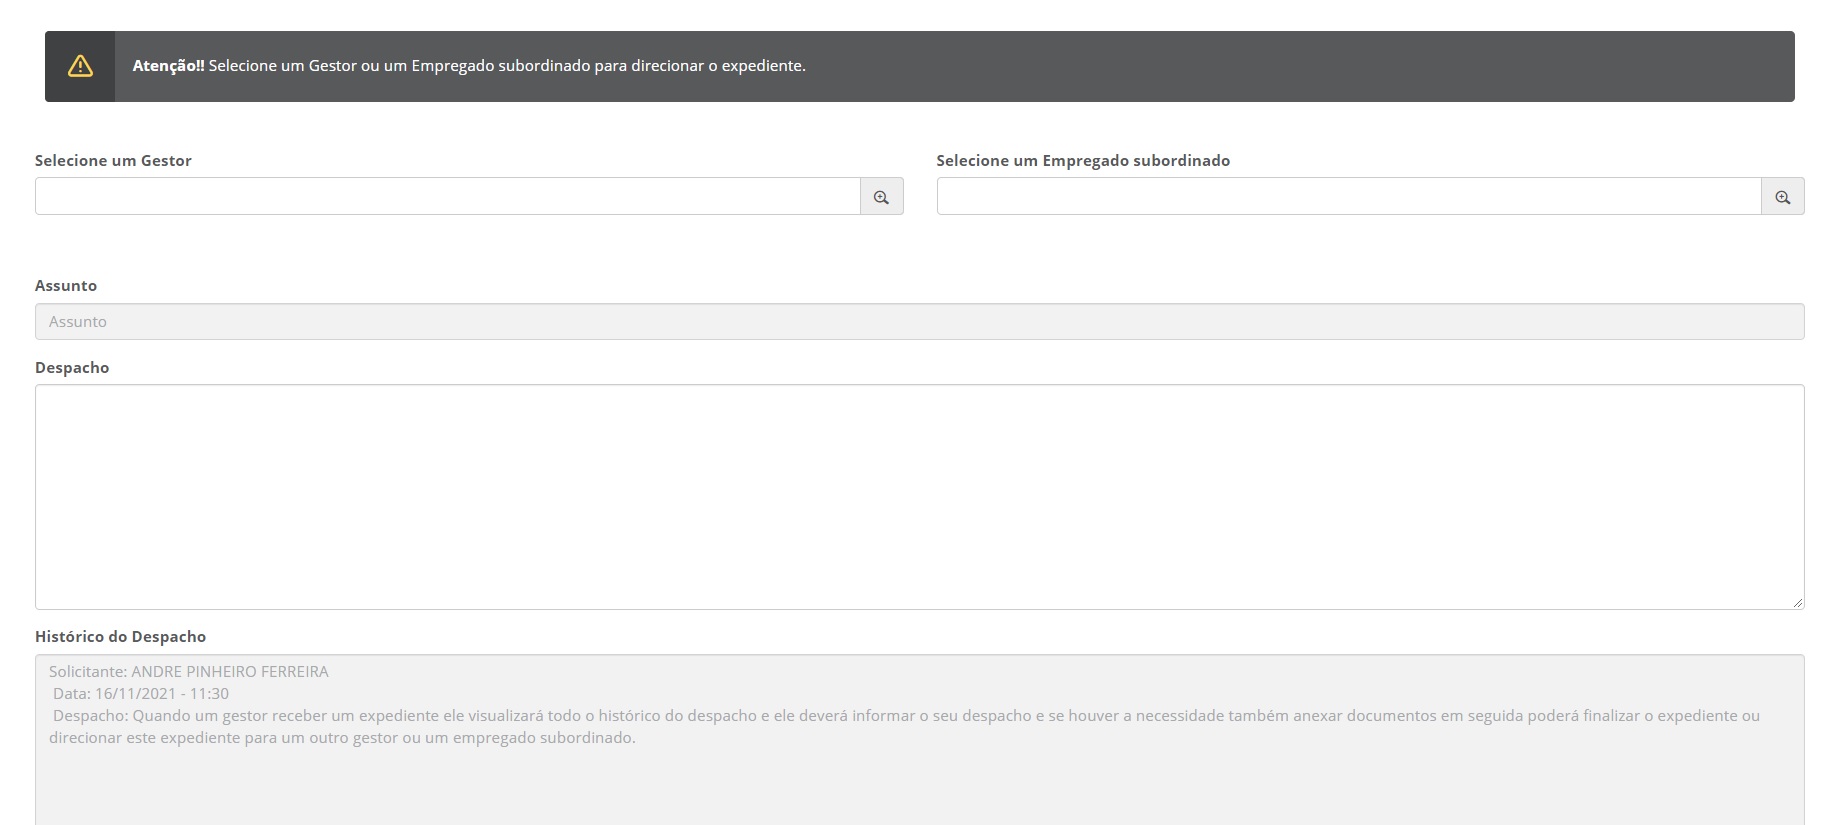 Atenção!! Selecione um Gestor ou um Empregado subordinado para direcionar o expediente.
Selecione um Gestor
Selecione um Empregado subordinado
Assunto
Assunto
Despacho
Histórico do Despacho
Solicitante: ANDRE PINHEIRO FERREIRA
Data: 16/11/2021 - 11:30
Despacho: Quando um gestor receber um expediente ele visualizará todo o histórico do despacho e ele deverá informar o seu despacho e se houver a necessidade também anexar documentos em seguida poderá finalizar o expediente ou
direcionar este expediente para um outro gestor ou um empregado subordinado.